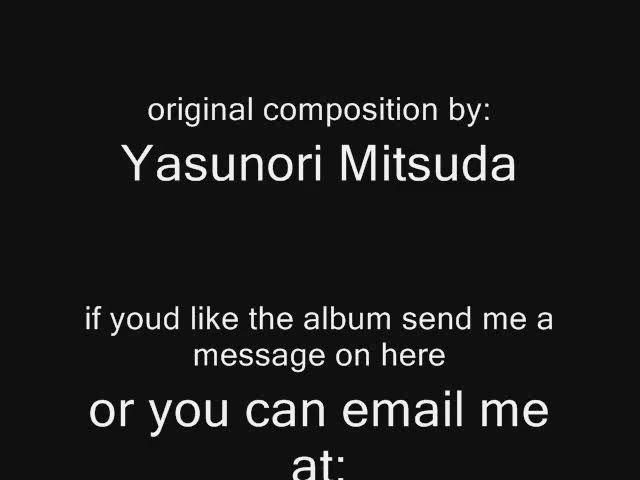 original composition by:
Yasunori Mitsuda
if youd like the album send me a
message on here
or you can email me
at: